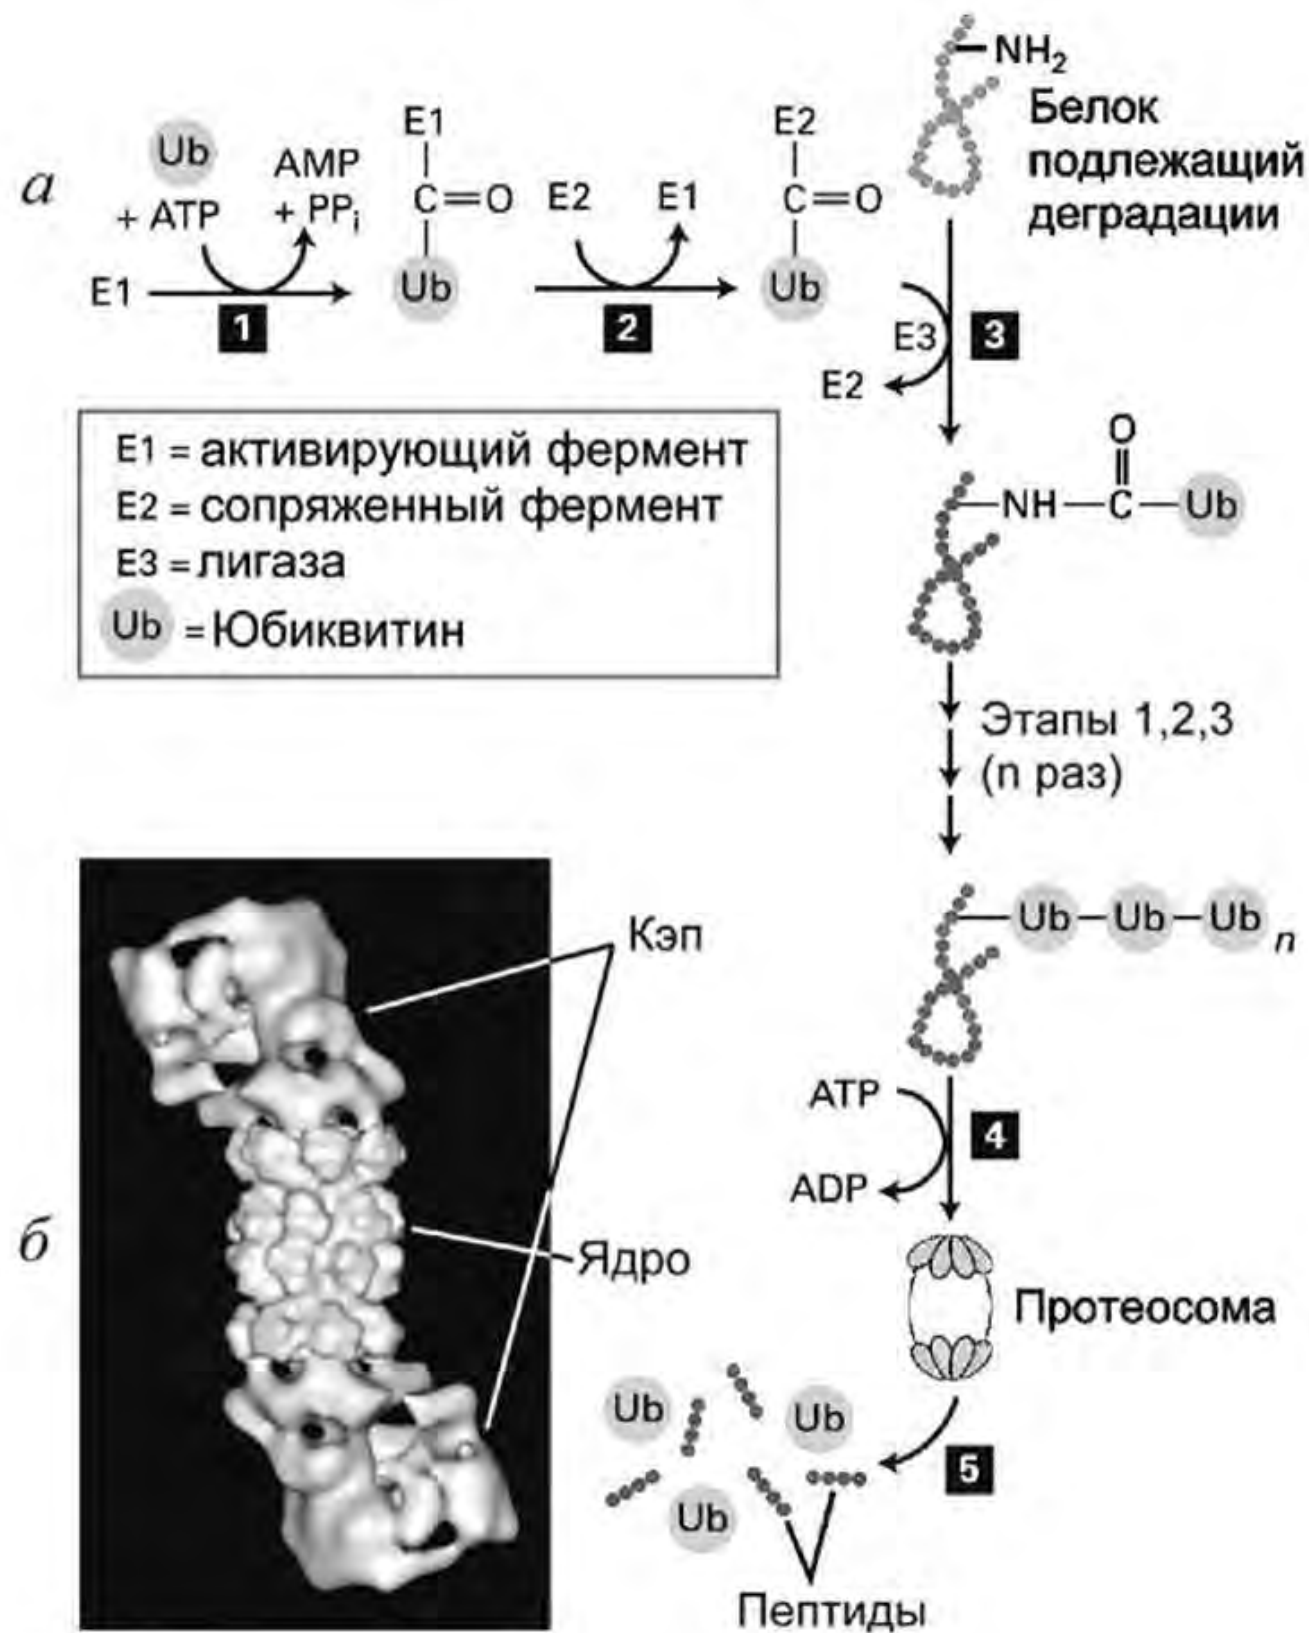 а
Ub
+ ATP
AMP
+ PPi
E1
1
E1
C=O
Ub
E2
E1
2
E2
C=O
Ub
NH2
Белок
подлежащий
деградации
E3
3
E2
E1 = активирующий фермент
E2 = сопряженный фермент
E3 = лигаза
Ub = Юбиквитин
O
NH—C—Ub
Этапы 1,2,3
(n раз)
Ub—Ub—Ub n
ATP
4
ADP
Протеосома
5
Ub
Ub
Ub
Пептиды
б
Кэп
Ядро